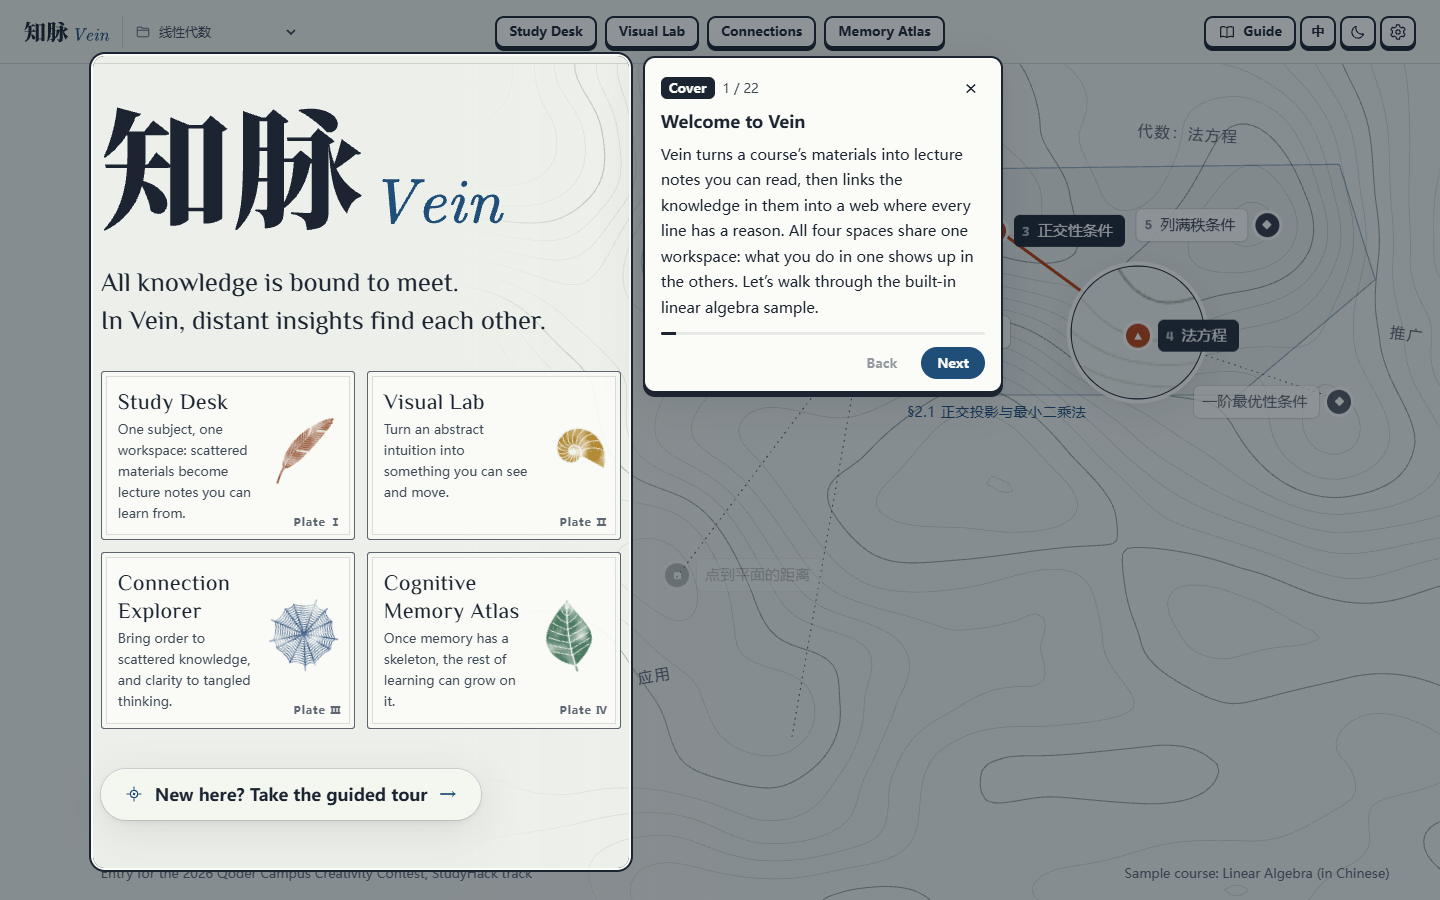 知脉 Vein
线性代数
Study Desk
Visual Lab
Connections
Memory Atlas
Guide
中
知脉 Vein
All knowledge is bound to meet.
In Vein, distant insights find each other.
Study Desk
One subject, one
workspace: scattered
materials become
lecture notes you can
learn from.
Plate I
Visual Lab
Turn an abstract
intuition into
something you can see
and move.
Plate II
Connection
Explorer
Bring order to
scattered knowledge,
and clarity to tangled
thinking.
Plate III
Cognitive
Memory Atlas
Once memory has a
skeleton, the rest of
learning can grow on
it.
Plate IV
New here? Take the guided tour →
Cover 1 / 22
Welcome to Vein
Vein turns a course’s materials into lecture
notes you can read, then links the
knowledge in them into a web where every
line has a reason. All four spaces share one
workspace: what you do in one shows up in
the others. Let’s walk through the built-in
linear algebra sample.
Back
Next
代数：法方程
3 正交性条件
5 列满秩条件
4 法方程
推广
一阶最优性条件
§2.1 正交投影与最小二乘法
点到平面的距离
应用
Entry for the 2026 Qoder Campus Creativity Contest, StudyHack track
Sample course: Linear Algebra (in Chinese)